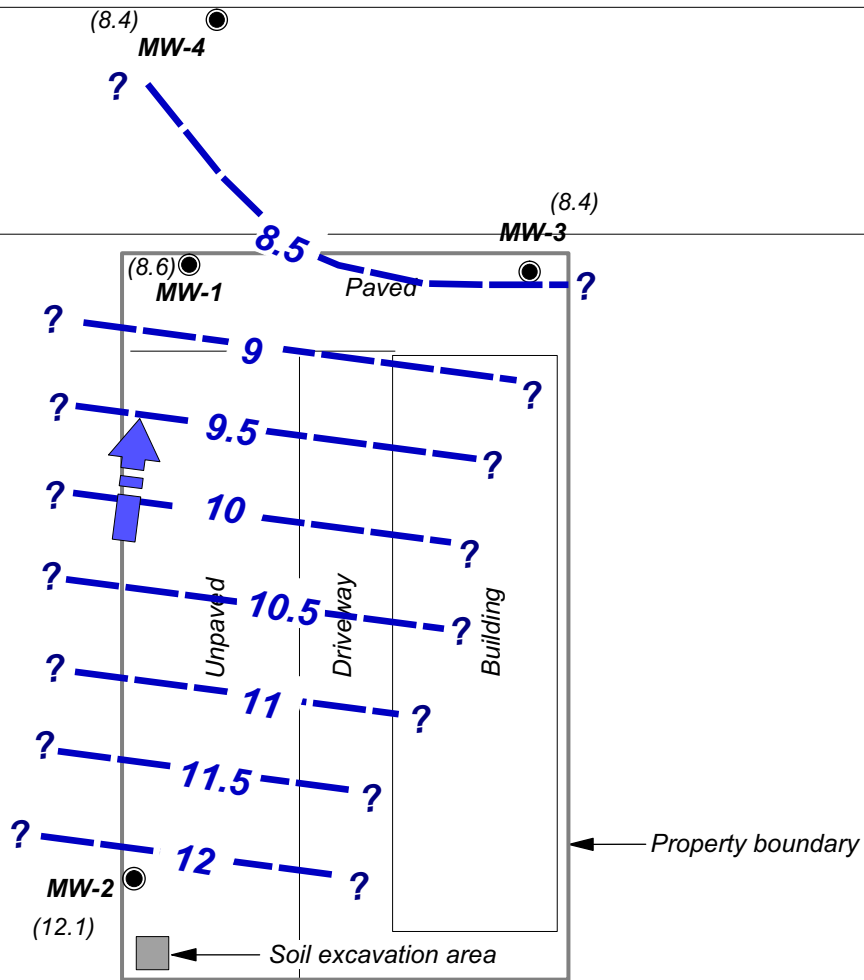 (8.4)
MW-4
?
(8.4)
MW-3
8.5
(8.6)
MW-1
Paved
?
?
9
?
?
9.5
?
?
10
?
?
10.5
?
Unpaved
Driveway
Building
?
11
?
?
11.5
?
?
12
?
MW-2
(12.1)
Property boundary
Soil excavation area